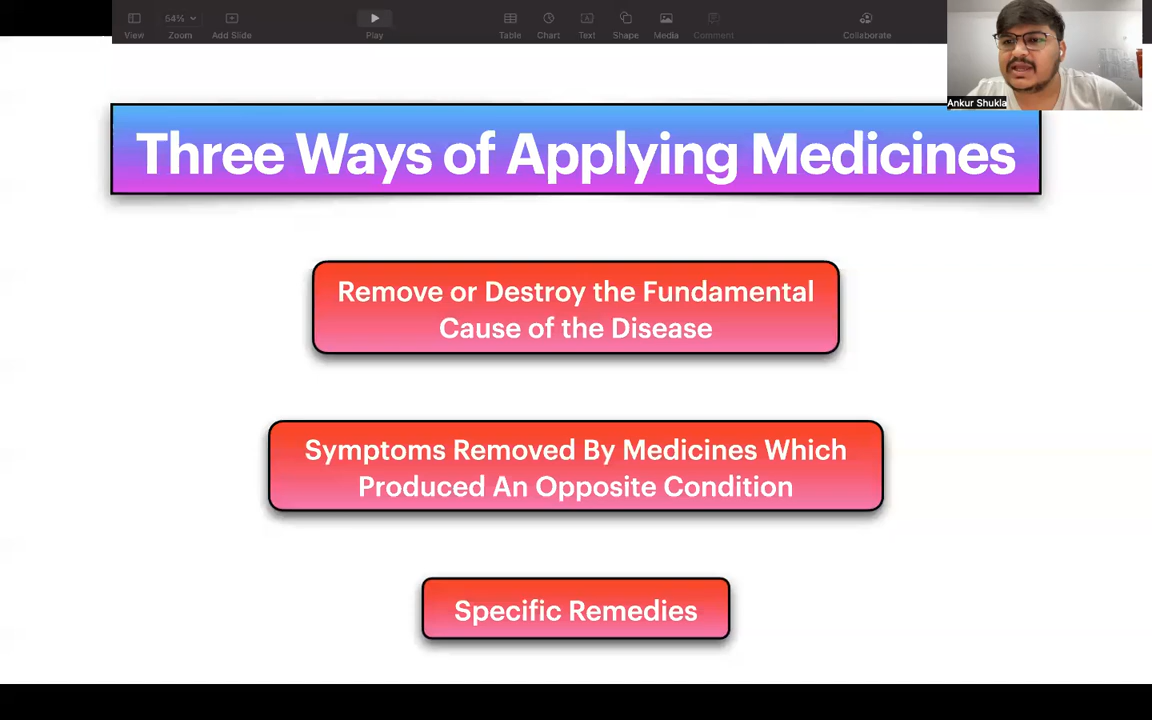 54%
View
Zoom
Add Slide
Play
Table
Chart
Text
Shape
Media
Comment
Collaborate
Ankur Shukla
Three Ways of Applying Medicines
Remove or Destroy the Fundamental
Cause of the Disease
Symptoms Removed By Medicines Which
Produced An Opposite Condition
Specific Remedies